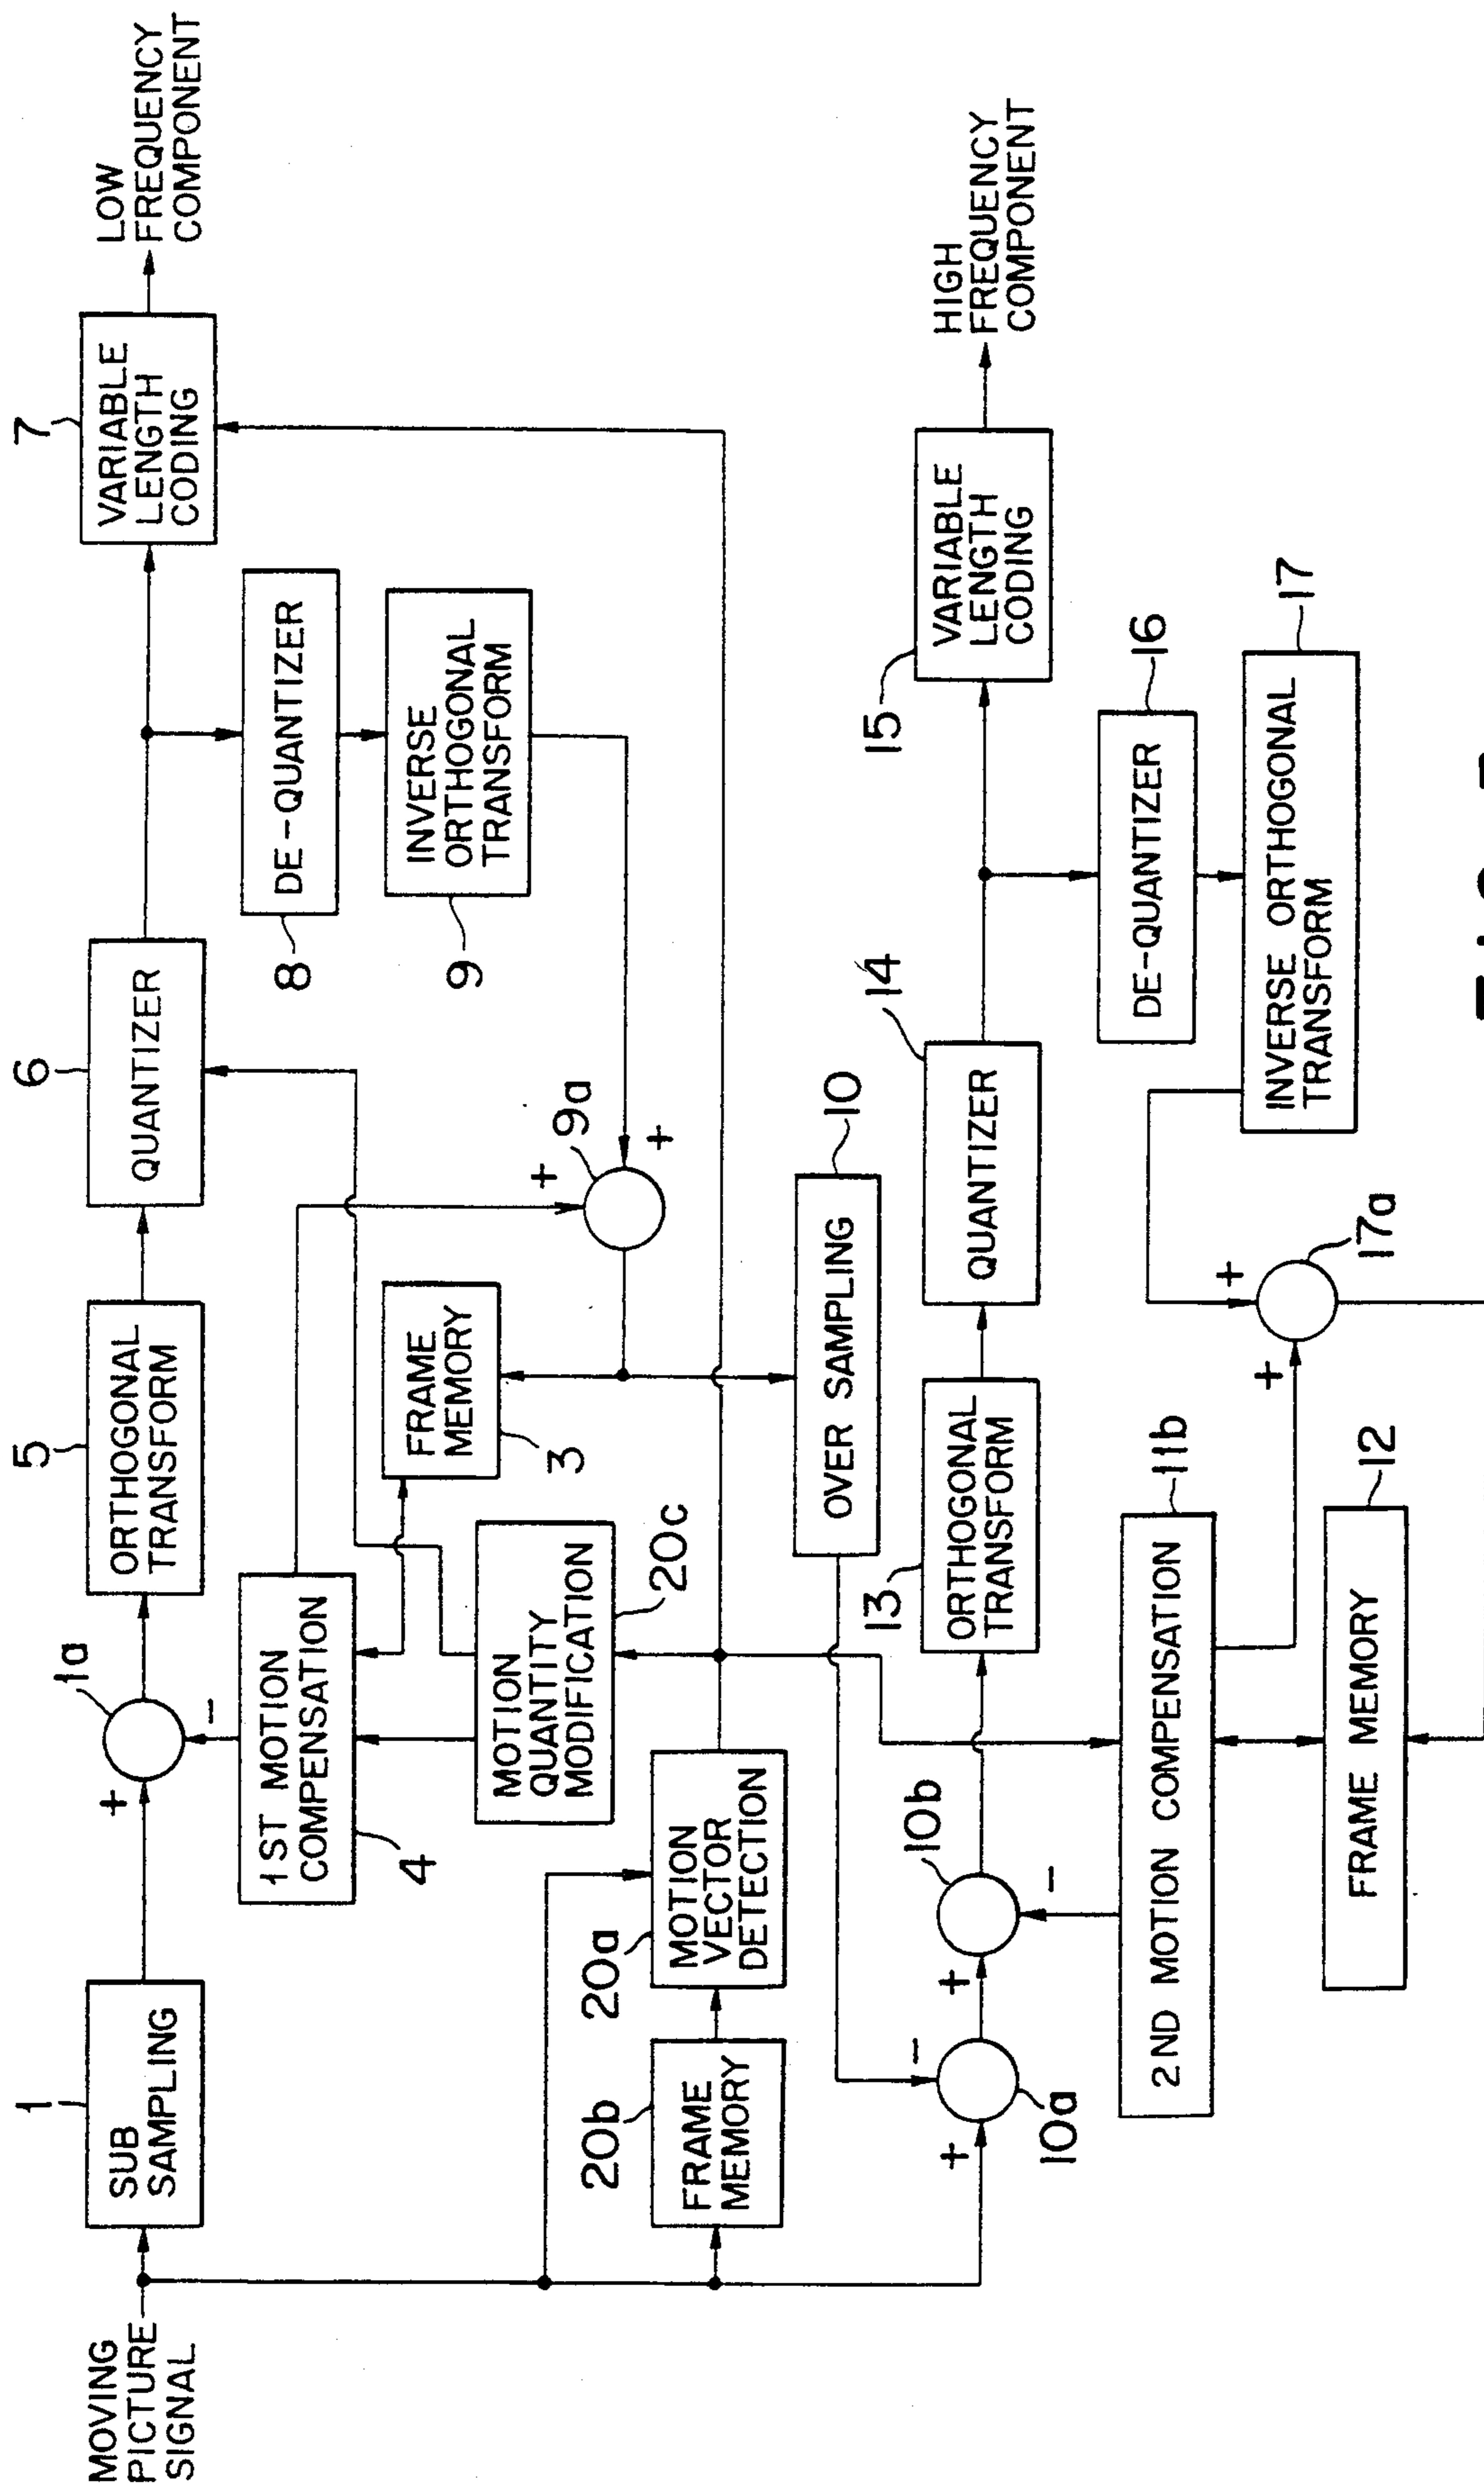 MOVING
PICTURE
SIGNAL
1
SUB
SAMPLING
+
1a
-
5
ORTHOGONAL
TRANSFORM
6
QUANTIZER
7
VARIABLE
LENGTH
CODING
LOW
FREQUENCY
COMPONENT
1ST MOTION
COMPENSATION
4
8
DE-QUANTIZER
9
INVERSE
ORTHOGONAL
TRANSFORM
FRAME
MEMORY
3
+
9a
+
MOTION
QUANTITY
MODIFICATION
20c
20b
FRAME
MEMORY
20a
MOTION
VECTOR
DETECTION
OVER SAMPLING
10
+
-
10a
+
10b
-
13
ORTHOGONAL
TRANSFORM
14
QUANTIZER
15
VARIABLE
LENGTH
CODING
HIGH
FREQUENCY
COMPONENT
2ND MOTION COMPENSATION
11b
DE-QUANTIZER
16
+
+
17a
INVERSE ORTHOGONAL
TRANSFORM
17
FRAME MEMORY
12